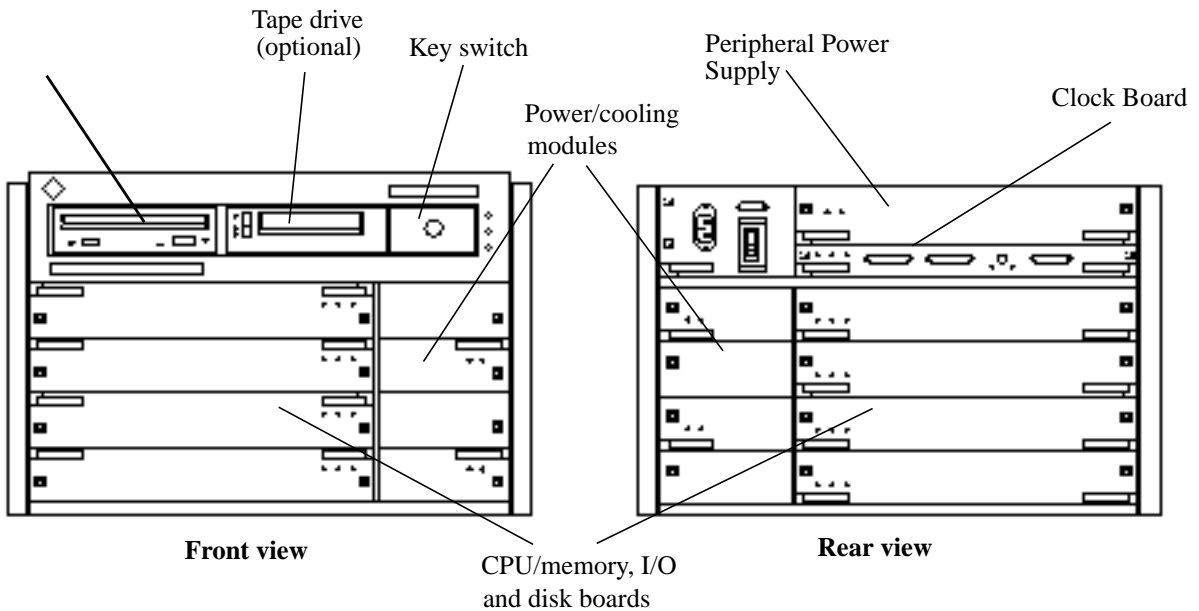 Tape drive
(optional)
Key switch
Peripheral Power
Supply
Clock Board
Power/cooling
modules
Front view
Rear view
CPU/memory, I/O
and disk boards